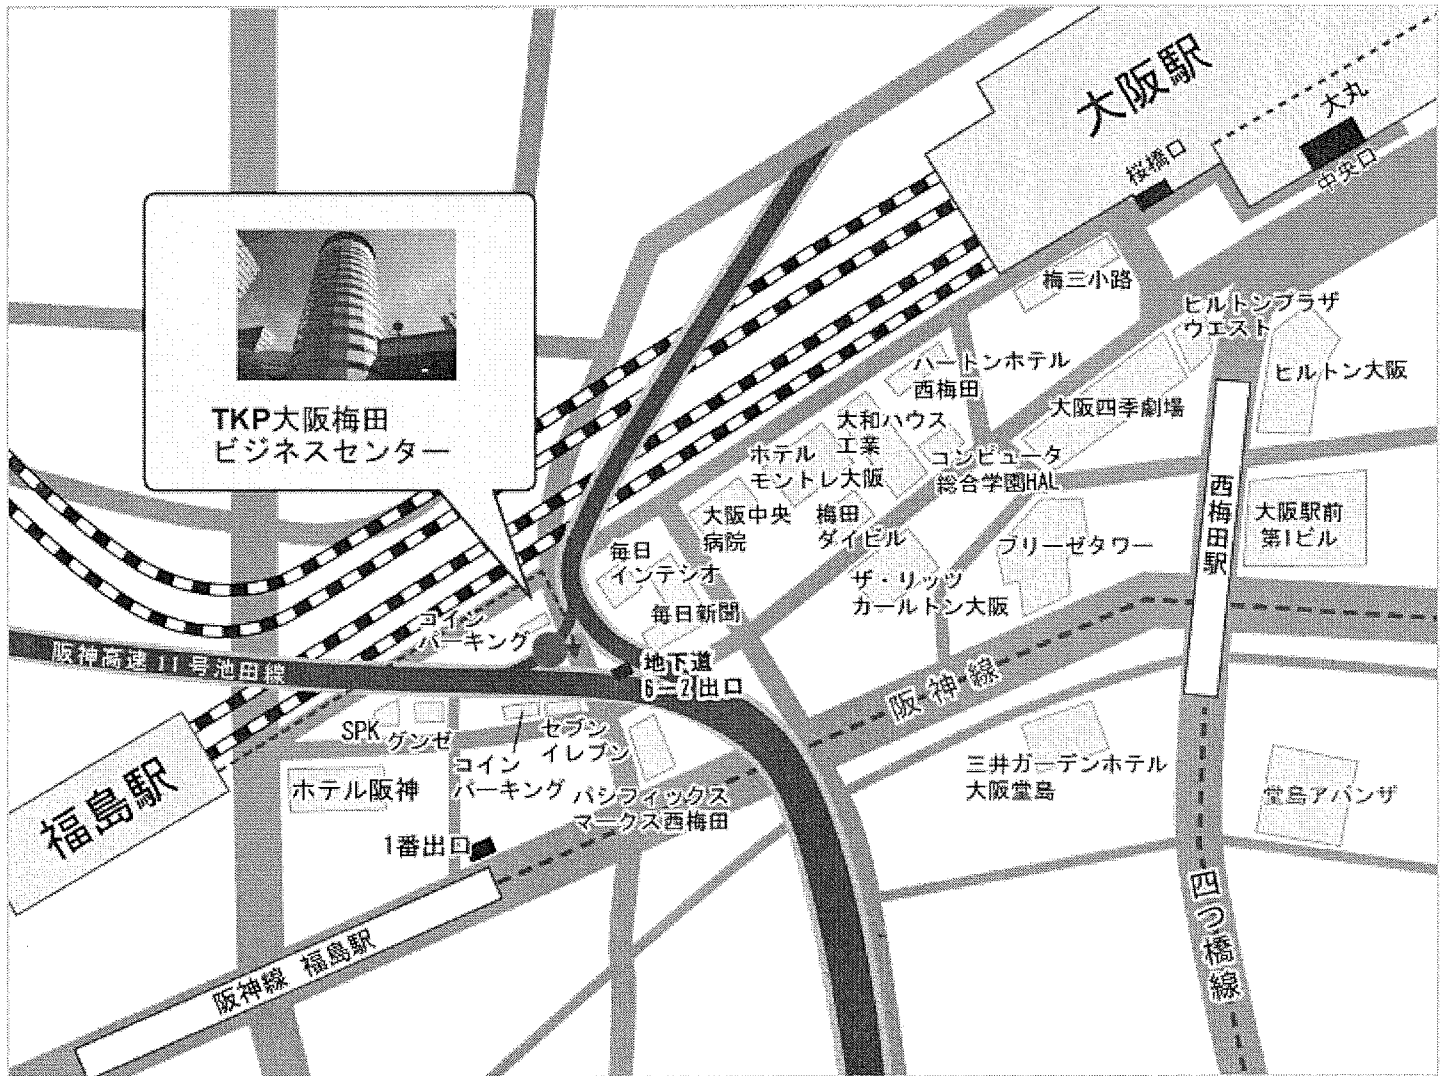 大阪駅
大丸
桜橋口
中央口
梅三小路
ヒルトンプラザ
ウエスト
ヒルトン大阪
ハートンホテル
西梅田
大阪四季劇場
大和ハウス
工業
TKP大阪梅田
ビジネスセンター
ホテル
モントレ大阪
コンピュータ
総合学園HAL
西梅田駅
大阪駅前
第1ビル
大阪中央
病院
梅田
ダイビル
ブリーゼタワー
毎日
インテシオ
ザ・リッツ
カールトン大阪
毎日新聞
コイン
パーキング
阪神高速11号池田線
地下道
6-2出口
阪神線
SPK
グンゼ
セブン
イレブン
コイン
パーキング
三井ガーデンホテル
大阪堂島
福島駅
ホテル阪神
パシフィックス
マークス西梅田
堂島アバンザ
1番出口
四つ橋線
阪神線 福島駅